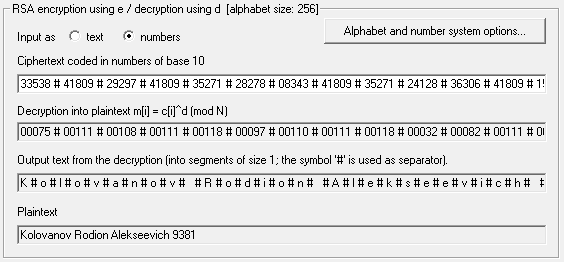 RSA encryption using e / decryption using d [alphabet size: 256]
Input as text numbers Alphabet and number system options...
Ciphertext coded in numbers of base 10
33538 # 41809 # 29297 # 41809 # 35271 # 28278 # 08343 # 41809 # 35271 # 24128 # 36306 # 41809 # 15
Decryption into plaintext m[i] = c[i]^d (mod N)
00075 # 00111 # 00108 # 00111 # 00118 # 00097 # 00110 # 00111 # 00118 # 00032 # 00082 # 00111 # 00
Output text from the decryption (into segments of size 1; the symbol '#' is used as separator).
K # o # l # o # v # a # n # o # v #   # R # o # d # i # o # n #   # A # l # e # k # s # e # e # v # i # c # h #   #
Plaintext
Kolovanov Rodion Alekseevich 9381